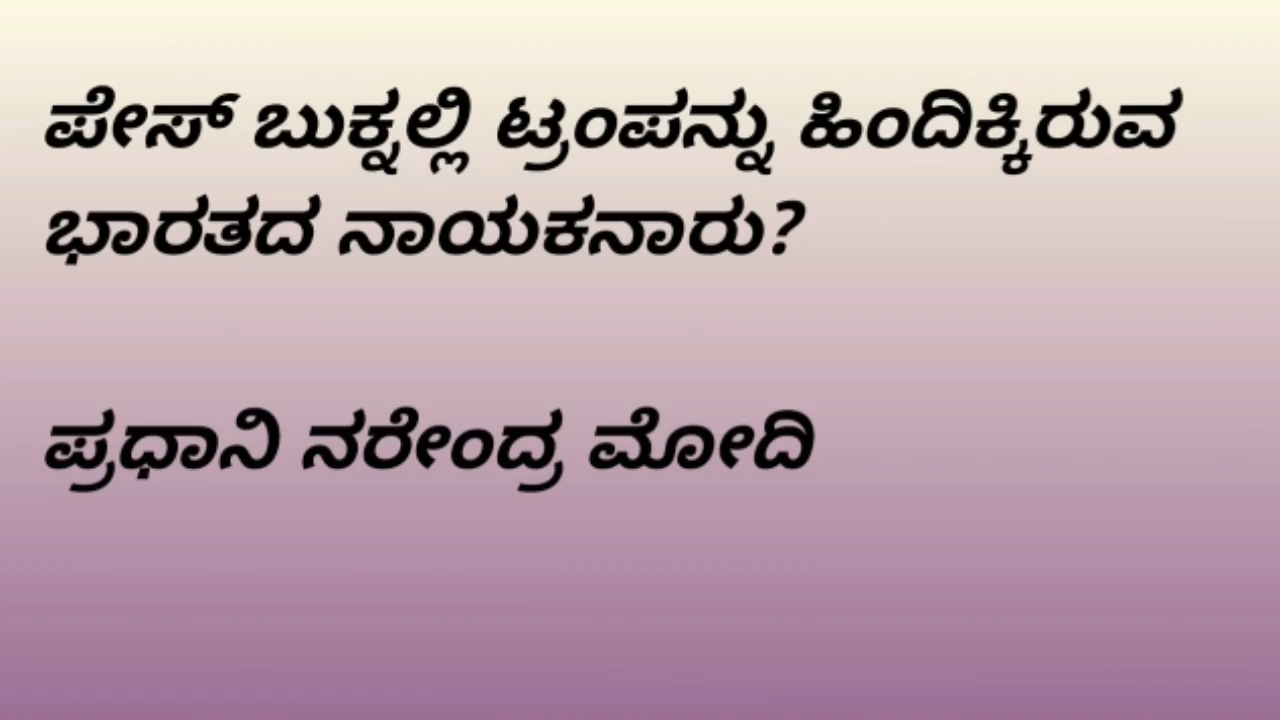 ಪೇಸ್ ಬುಕ್ನಲ್ಲಿ ಟ್ರಂಪನ್ನು ಹಿಂದಿಕ್ಕಿರುವ
ಭಾರತದ ನಾಯಕನಾರು?
ಪ್ರಧಾನಿ ನರೇಂದ್ರ ಮೋದಿ